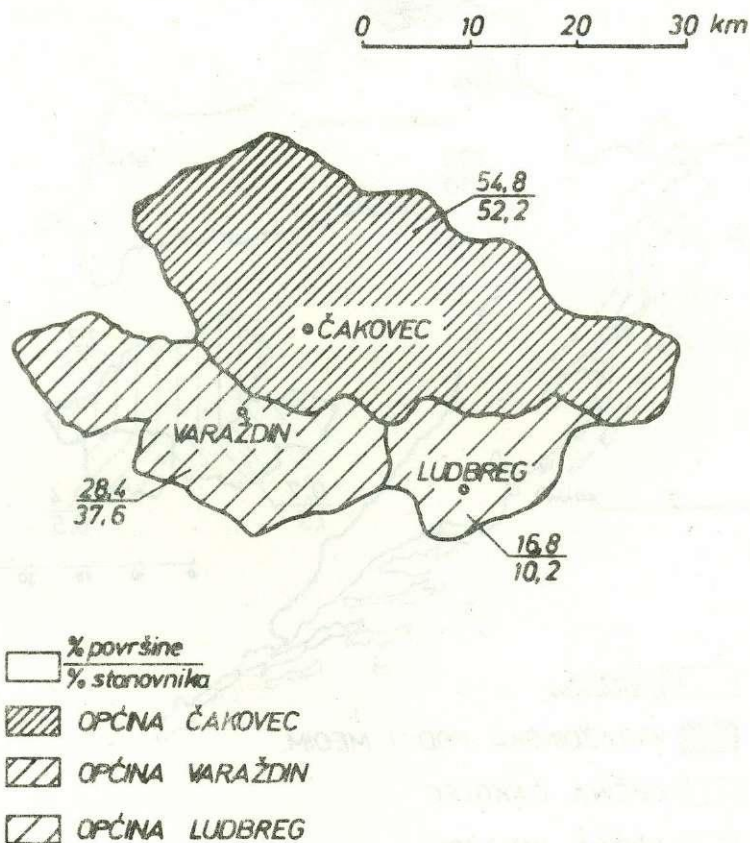 0 10 20 30 km
54,8
52,2
ČAKOVEC
VARAŽDIN
LUDBREG
28,4
37,6
16,8
10,2
% površine
% stanovnika
OPĆINA ČAKOVEC
OPĆINA VARAŽDIN
OPĆINA LUDBREG